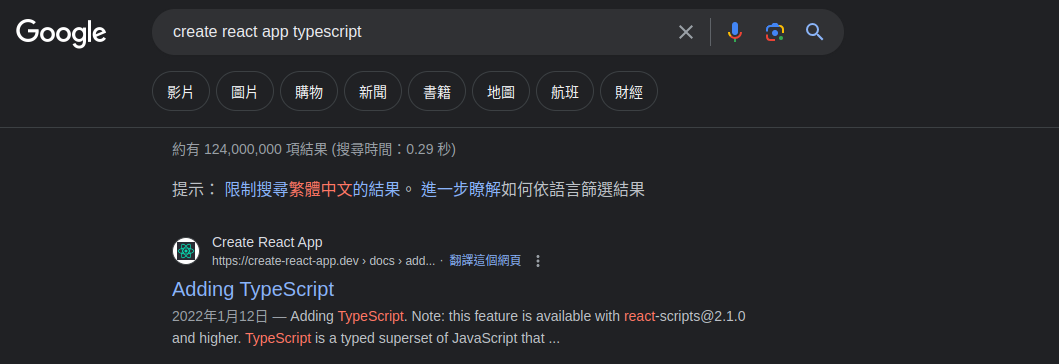 Google
create react app typescript
影片 圖片 購物 新聞 書籍 地圖 航班 財經
約有 124,000,000 項結果 (搜尋時間：0.29 秒)
提示： 限制搜尋繁體中文的結果。 進一步瞭解如何依語言篩選結果
Create React App
https://create-react-app.dev › docs › add... · 翻譯這個網頁
Adding TypeScript
2022年1月12日 — Adding TypeScript. Note: this feature is available with react-scripts@2.1.0
and higher. TypeScript is a typed superset of JavaScript that ...